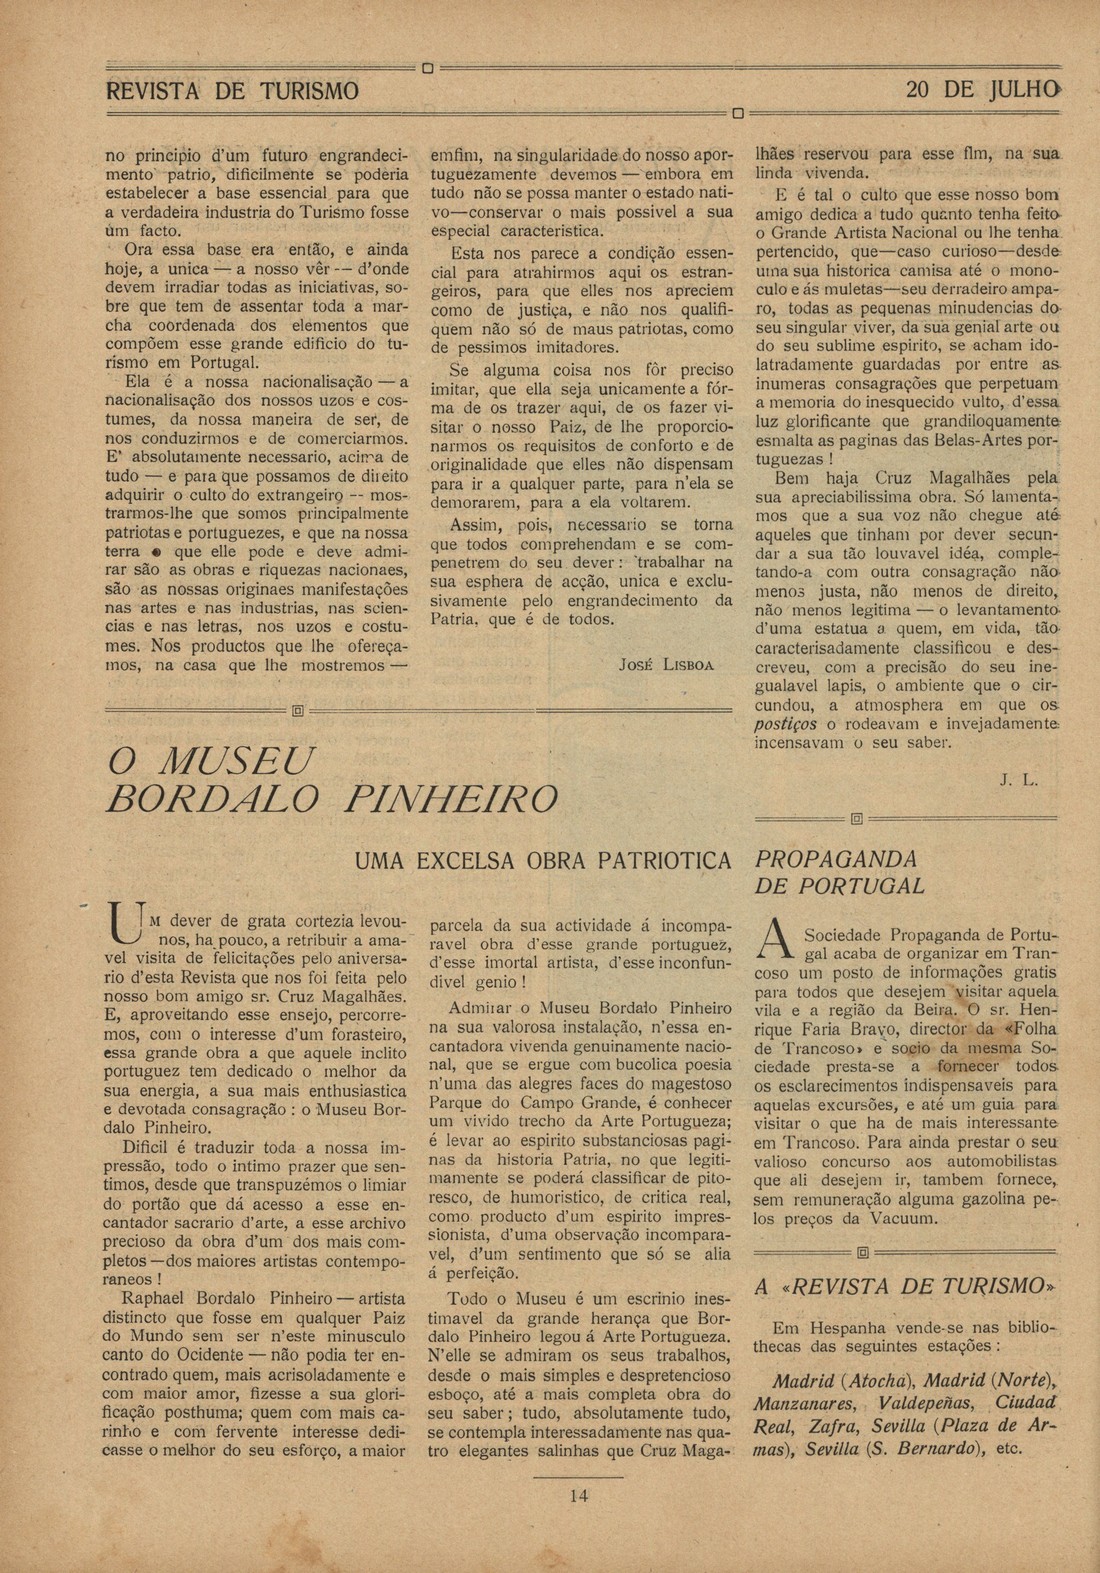 REVISTA DE TURISMO
20 DE JULHO
no principio d'um futuro engrandeci-
mento patrio, dificilmente se poderia
estabelecer a base essencial para que
a verdadeira industria do Turismo fosse
um facto.
Ora essa base era então, e ainda
hoje, a unica — a nosso vêr — d'onde
devem irradiar todas as iniciativas, so-
bre que tem de assentar toda a mar-
cha coordenada dos elementos que
compõem esse grande edificio do tu-
rismo em Portugal.
Ela é a nossa nacionalisação — a
nacionalisação dos nossos uzos e cos-
tumes, da nossa maneira de ser, de
nos conduzirmos e de comerciarmos.
E' absolutamente necessario, acima de
tudo — e para que possamos de direito
adquirir o culto do extrangeiro -- mos-
trarmos-lhe que somos principalmente
patriotas e portuguezes, e que na nossa
terra o que elle pode e deve admi-
rar são as obras e riquezas nacionaes,
são as nossas originaes manifestações
nas artes e nas industrias, nas scien-
cias e nas letras, nos uzos e costu-
mes. Nos productos que lhe ofereça-
mos, na casa que lhe mostremos —
emfim, na singularidade do nosso apor-
tuguezamente devemos — embora em
tudo não se possa manter o estado nati-
vo—conservar o mais possivel a sua
especial caracteristica.
Esta nos parece a condição essen-
cial para atrahirmos aqui os estran-
geiros, para que elles nos apreciem
como de justiça, e não nos qualifi-
quem não só de maus patriotas, como
de pessimos imitadores.
Se alguma coisa nos fôr preciso
imitar, que ella seja unicamente a fór-
ma de os trazer aqui, de os fazer vi-
sitar o nosso Paiz, de lhe proporcio-
narmos os requisitos de conforto e de
originalidade que elles não dispensam
para ir a qualquer parte, para n'ela se
demorarem, para a ela voltarem.
Assim, pois, necessario se torna
que todos comprehendam e se com-
penetrem do seu dever: trabalhar na
sua esphera de acção, unica e exclu-
sivamente pelo engrandecimento da
Patria, que é de todos.
JOSÉ LISBOA
O MUSEU
BORDALO PINHEIRO
UMA EXCELSA OBRA PATRIOTICA
UM dever de grata cortezia levou-
nos, ha pouco, a retribuir a ama-
vel visita de felicitações pelo aniversa-
rio d'esta Revista que nos foi feita pelo
nosso bom amigo sr. Cruz Magalhães.
E, aproveitando esse ensejo, percorre-
mos, com o interesse d'um forasteiro,
essa grande obra a que aquele inclito
portuguez tem dedicado o melhor da
sua energia, a sua mais enthusiastica
e devotada consagração : o Museu Bor-
dalo Pinheiro.
Dificil é traduzir toda a nossa im-
pressão, todo o intimo prazer que sen-
timos, desde que transpuzémos o limiar
do portão que dá acesso a esse en-
cantador sacrario d'arte, a esse archivo
precioso da obra d'um dos mais com-
pletos—dos maiores artistas contempo-
raneos !
Raphael Bordalo Pinheiro — artista
distincto que fosse em qualquer Paiz
do Mundo sem ser n'este minusculo
canto do Ocidente — não podia ter en-
contrado quem, mais acrisoladamente e
com maior amor, fizesse a sua glori-
ficação posthuma; quem com mais ca-
rinho e com fervente interesse dedi-
casse o melhor do seu esforço, a maior
parcela da sua actividade á incompa-
ravel obra d'esse grande portuguez,
d'esse imortal artista, d'esse inconfun-
divel genio !
Admirar o Museu Bordalo Pinheiro
na sua valorosa instalação, n'essa en-
cantadora vivenda genuinamente nacio-
nal, que se ergue com bucolica poesia
n'uma das alegres faces do magestoso
Parque do Campo Grande, é conhecer
um vivido trecho da Arte Portugueza;
é levar ao espirito substanciosas pagi-
nas da historia Patria, no que legiti-
mamente se poderá classificar de pito-
resco, de humoristico, de critica real,
como producto d'um espirito impres-
sionista, d'uma observação incompara-
vel, d'um sentimento que só se alia
á perfeição.
Todo o Museu é um escrinio ines-
timavel da grande herança que Bor-
dalo Pinheiro legou á Arte Portugueza.
N'elle se admiram os seus trabalhos,
desde o mais simples e despretencioso
esboço, até a mais completa obra do
seu saber; tudo, absolutamente tudo,
se contempla interessadamente nas qua-
tro elegantes salinhas que Cruz Maga-
lhães reservou para esse fim, na sua
linda vivenda.
E é tal o culto que esse nosso bom
amigo dedica a tudo quanto tenha feito
o Grande Artista Nacional ou lhe tenha
pertencido, que—caso curioso—desde
uma sua historica camisa até o mono-
culo e ás muletas—seu derradeiro ampa-
ro, todas as pequenas minudencias do
seu singular viver, da sua genial arte ou
do seu sublime espirito, se acham ido-
latradamente guardadas por entre as
inumeras consagrações que perpetuam
a memoria do inesquecido vulto, d'essa
luz glorificante que grandiloquamente
esmalta as paginas das Belas-Artes por-
tuguezas !
Bem haja Cruz Magalhães pela
sua apreciabilissima obra. Só lamenta-
mos que a sua voz não chegue até
aqueles que tinham por dever secun-
dar a sua tão louvavel idéa, comple-
tando-a com outra consagração não
menos justa, não menos de direito,
não menos legitima — o levantamento
d'uma estatua a quem, em vida, tão
caracterisadamente classificou e des-
creveu, com a precisão do seu ine-
gualavel lapis, o ambiente que o cir-
cundou, a atmosphera em que os
postiços o rodeavam e invejadamente
incensavam o seu saber.
J. L.
PROPAGANDA
DE PORTUGAL
A Sociedade Propaganda de Portu-
gal acaba de organizar em Tran-
coso um posto de informações gratis
para todos que desejem visitar aquela
vila e a região da Beira. O sr. Hen-
rique Faria Bravo, director da «Folha
de Trancoso» e socio da mesma So-
ciedade presta-se a fornecer todos
os esclarecimentos indispensaveis para
aquelas excursões, e até um guia para
visitar o que ha de mais interessante
em Trancoso. Para ainda prestar o seu
valioso concurso aos automobilistas
que ali desejem ir, tambem fornece,
sem remuneração alguma gazolina pe-
los preços da Vacuum.
A «REVISTA DE TURISMO»
Em Hespanha vende-se nas biblio-
thecas das seguintes estações :
Madrid (Atocha), Madrid (Norte),
Manzanares, Valdepeñas, Ciudad
Real, Zafra, Sevilla (Plaza de Ar-
mas), Sevilla (S. Bernardo), etc.
14